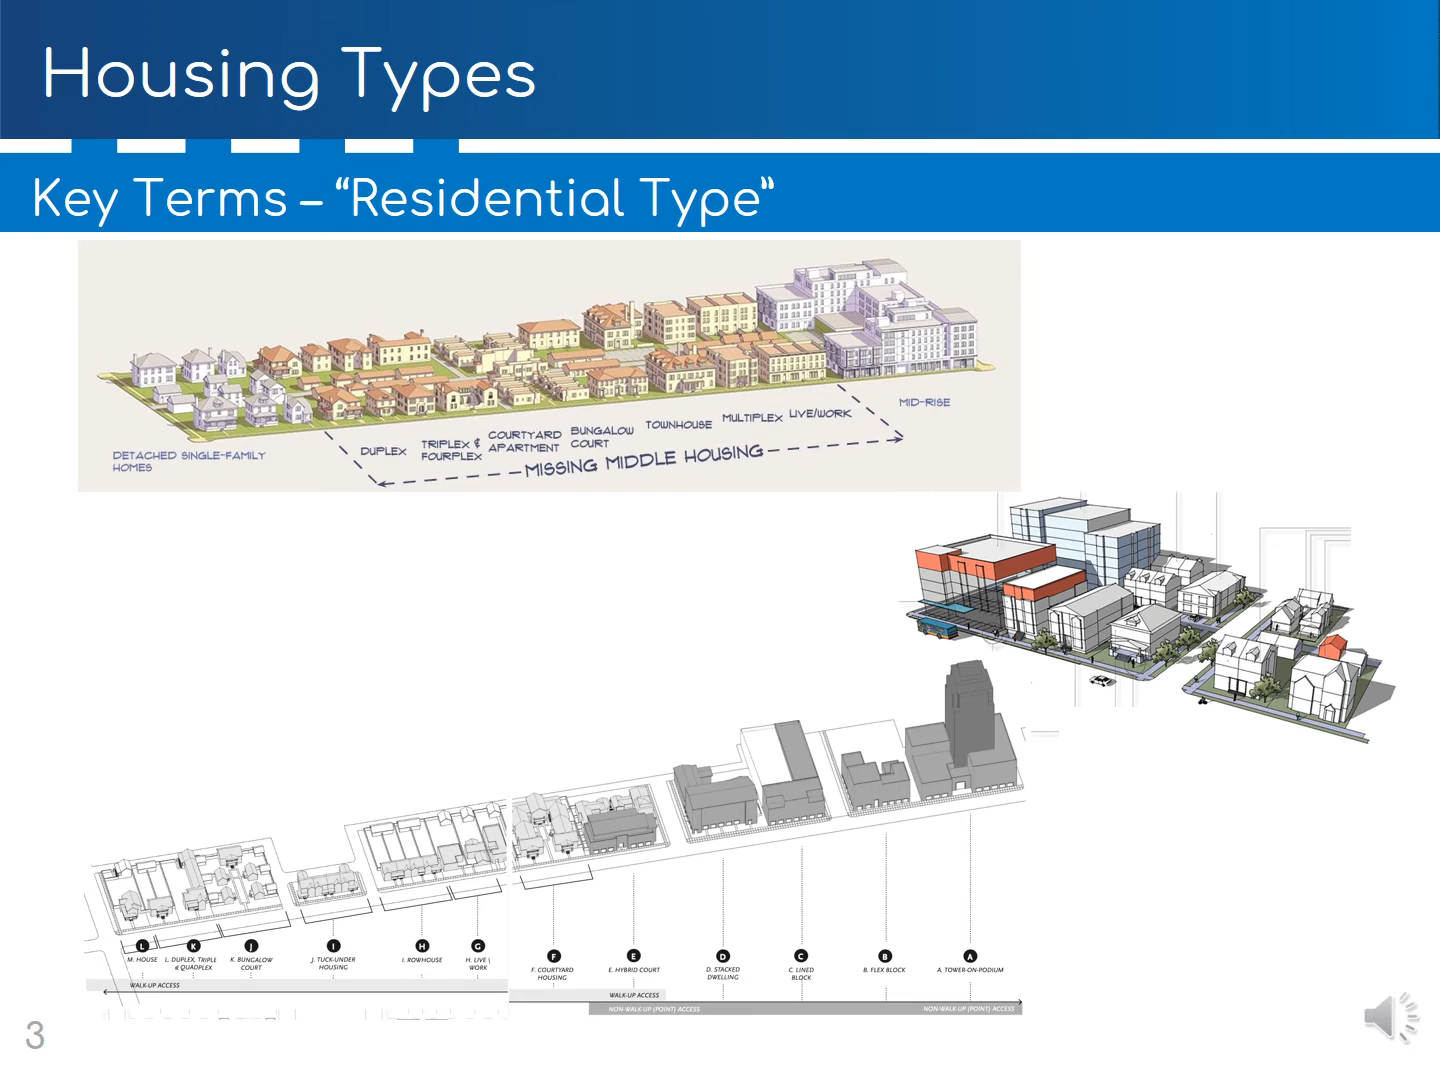 Housing Types
Key Terms – “Residential Type”
DETACHED SINGLE-FAMILY
HOMES
DUPLEX
TRIPLEX &
FOURPLEX
COURTYARD
APARTMENT
BUNGALOW
COURT
TOWNHOUSE
MULTIPLEX
LIVE/WORK
MID-RISE
MISSING MIDDLE HOUSING
L
K
J
I
H
G
F
E
D
C
B
A
M. HOUSE
L. DUPLEX, TRIPLE
& QUADPLEX
K. BUNGALOW
COURT
J. TUCK-UNDER
HOUSING
I. ROWHOUSE
H. LIVE \
WORK
F. COURTYARD
HOUSING
E. HYBRID COURT
D. STACKED
DWELLING
C. LINED
BLOCK
B. FLEX BLOCK
A. TOWER-ON-PODIUM
WALK-UP ACCESS
WALK-UP ACCESS
NON-WALK-UP (POINT) ACCESS
NON-WALK-UP (POINT) ACCESS
3